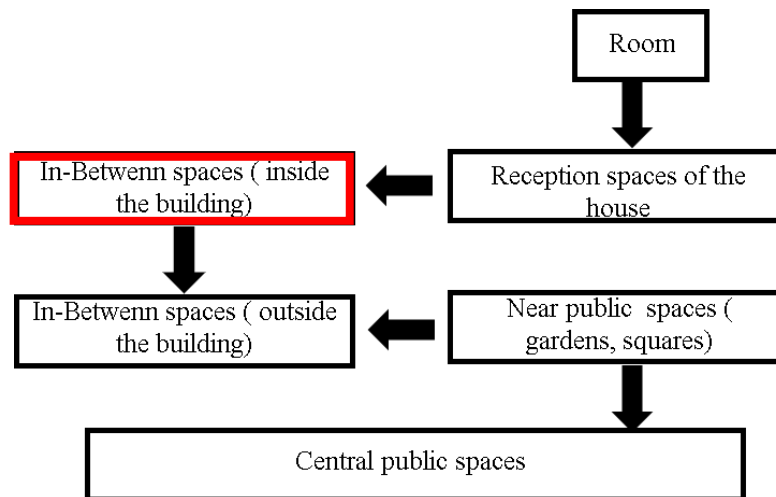 Room
In-Betwenn spaces ( inside
the building)
Reception spaces of the
house
In-Betwenn spaces ( outside
the building)
Near public spaces (
gardens, squares)
Central public spaces